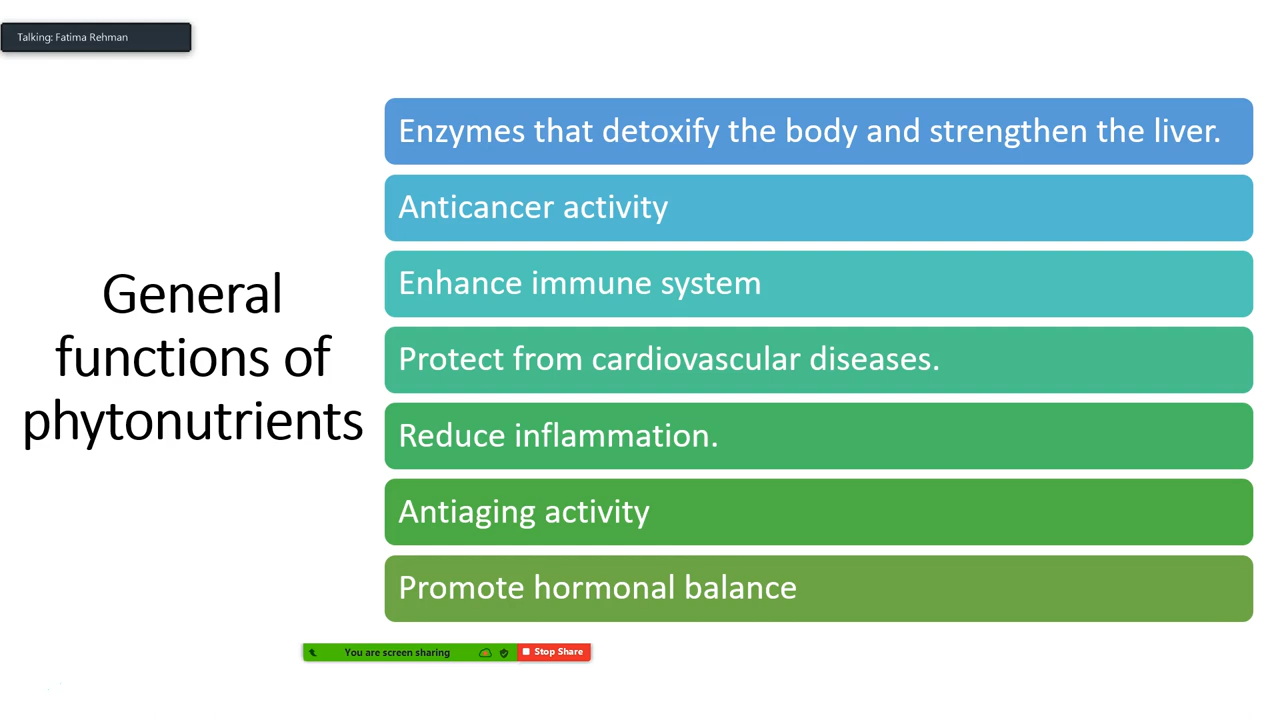 Talking: Fatima Rehman
General
functions of
phytonutrients
Enzymes that detoxify the body and strengthen the liver.
Anticancer activity
Enhance immune system
Protect from cardiovascular diseases.
Reduce inflammation.
Antiaging activity
Promote hormonal balance
You are screen sharing
Stop Share